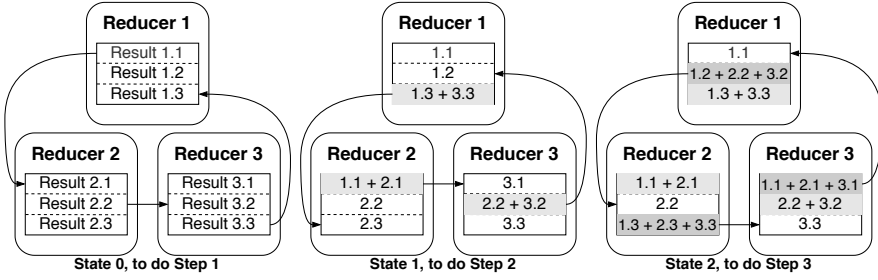 Reducer 1
Result 1.1
Result 1.2
Result 1.3
Reducer 2
Result 2.1
Result 2.2
Result 2.3
Reducer 3
Result 3.1
Result 3.2
Result 3.3
State 0, to do Step 1
Reducer 1
1.1
1.2
1.3 + 3.3
Reducer 2
1.1 + 2.1
2.2
2.3
Reducer 3
3.1
2.2 + 3.2
3.3
State 1, to do Step 2
Reducer 1
1.1
1.2 + 2.2 + 3.2
1.3 + 3.3
Reducer 2
1.1 + 2.1
2.2
1.3 + 2.3 + 3.3
Reducer 3
1.1 + 2.1 + 3.1
2.2 + 3.2
3.3
State 2, to do Step 3